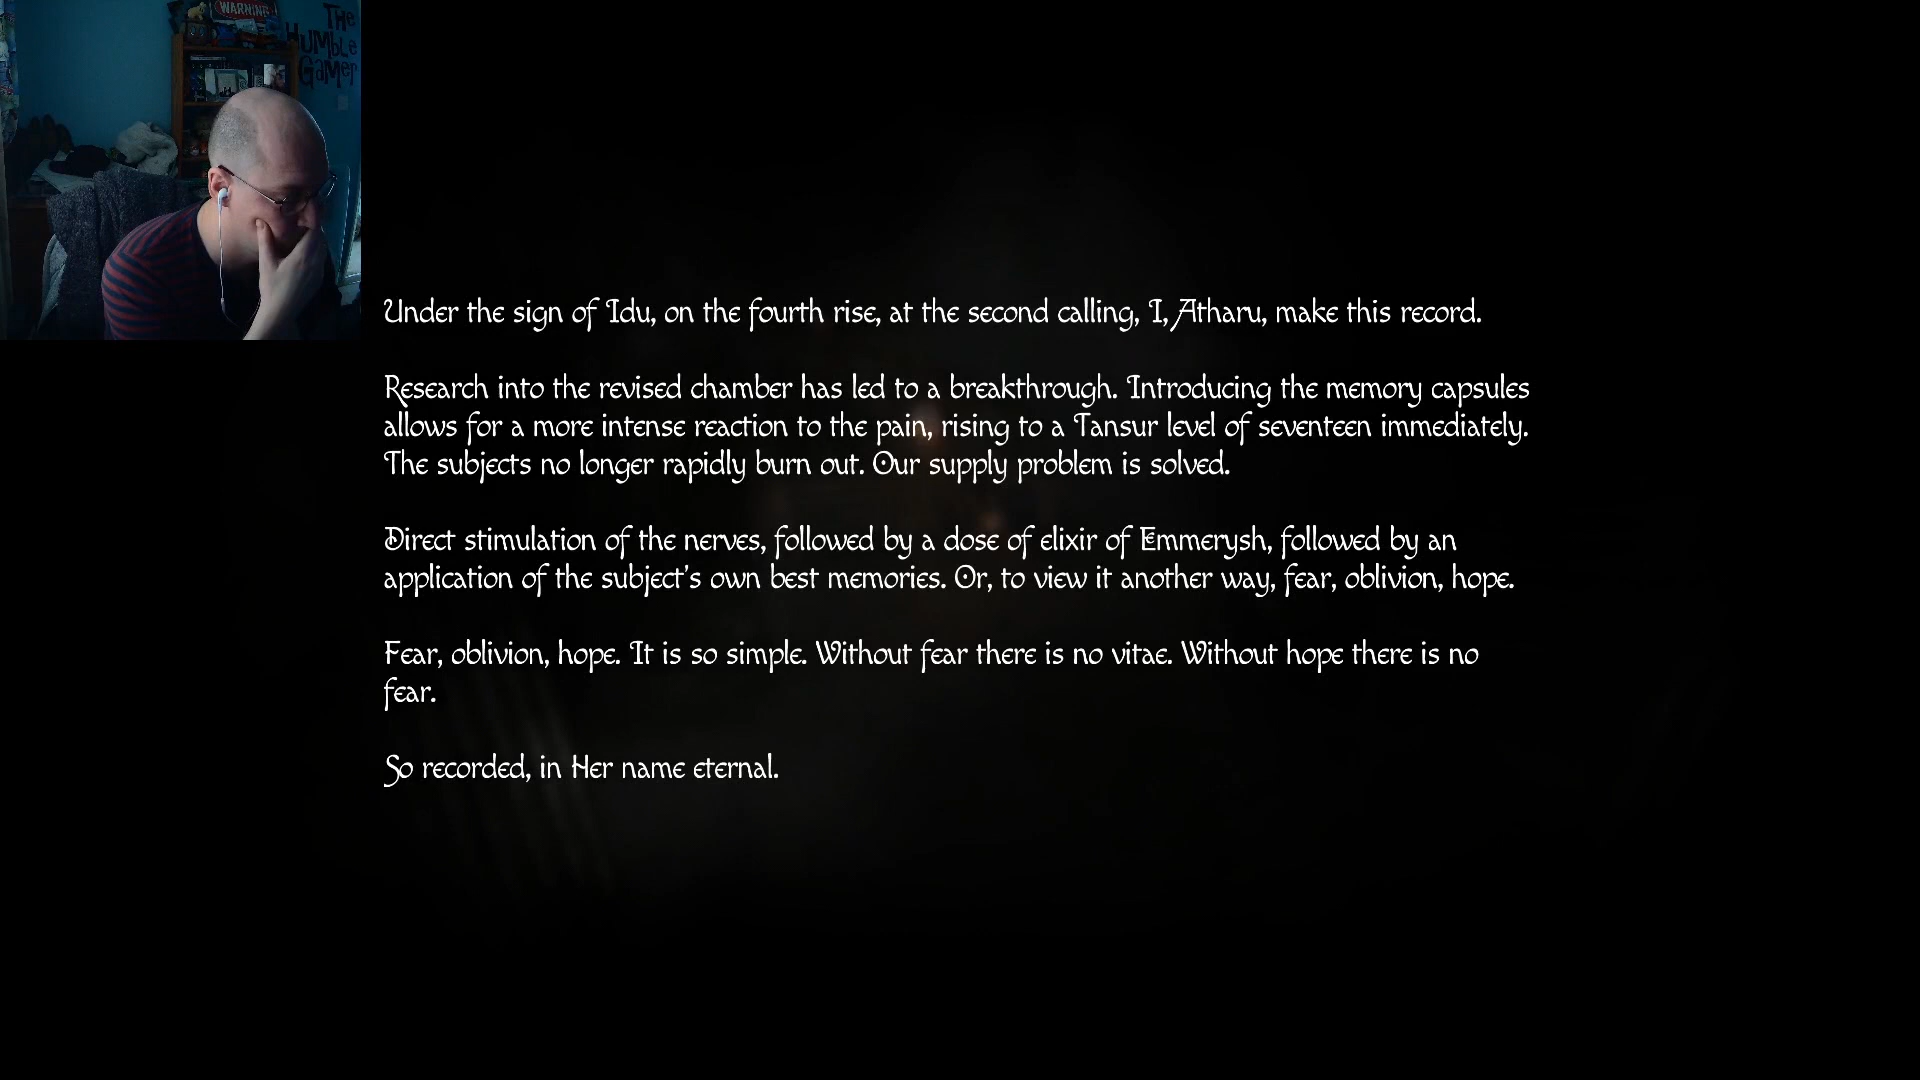 WARNING!
The
Humble
Gamer
Under the sign of Idu, on the fourth rise, at the second calling, I, Atharu, make this record.
Research into the revised chamber has led to a breakthrough. Introducing the memory capsules
allows for a more intense reaction to the pain, rising to a Tansur level of seventeen immediately.
The subjects no longer rapidly burn out. Our supply problem is solved.
Direct stimulation of the nerves, followed by a dose of elixir of Emmerysh, followed by an
application of the subject's own best memories. Or, to view it another way, fear, oblivion, hope.
Fear, oblivion, hope. It is so simple. Without fear there is no vitae. Without hope there is no
fear.
So recorded, in Her name eternal.